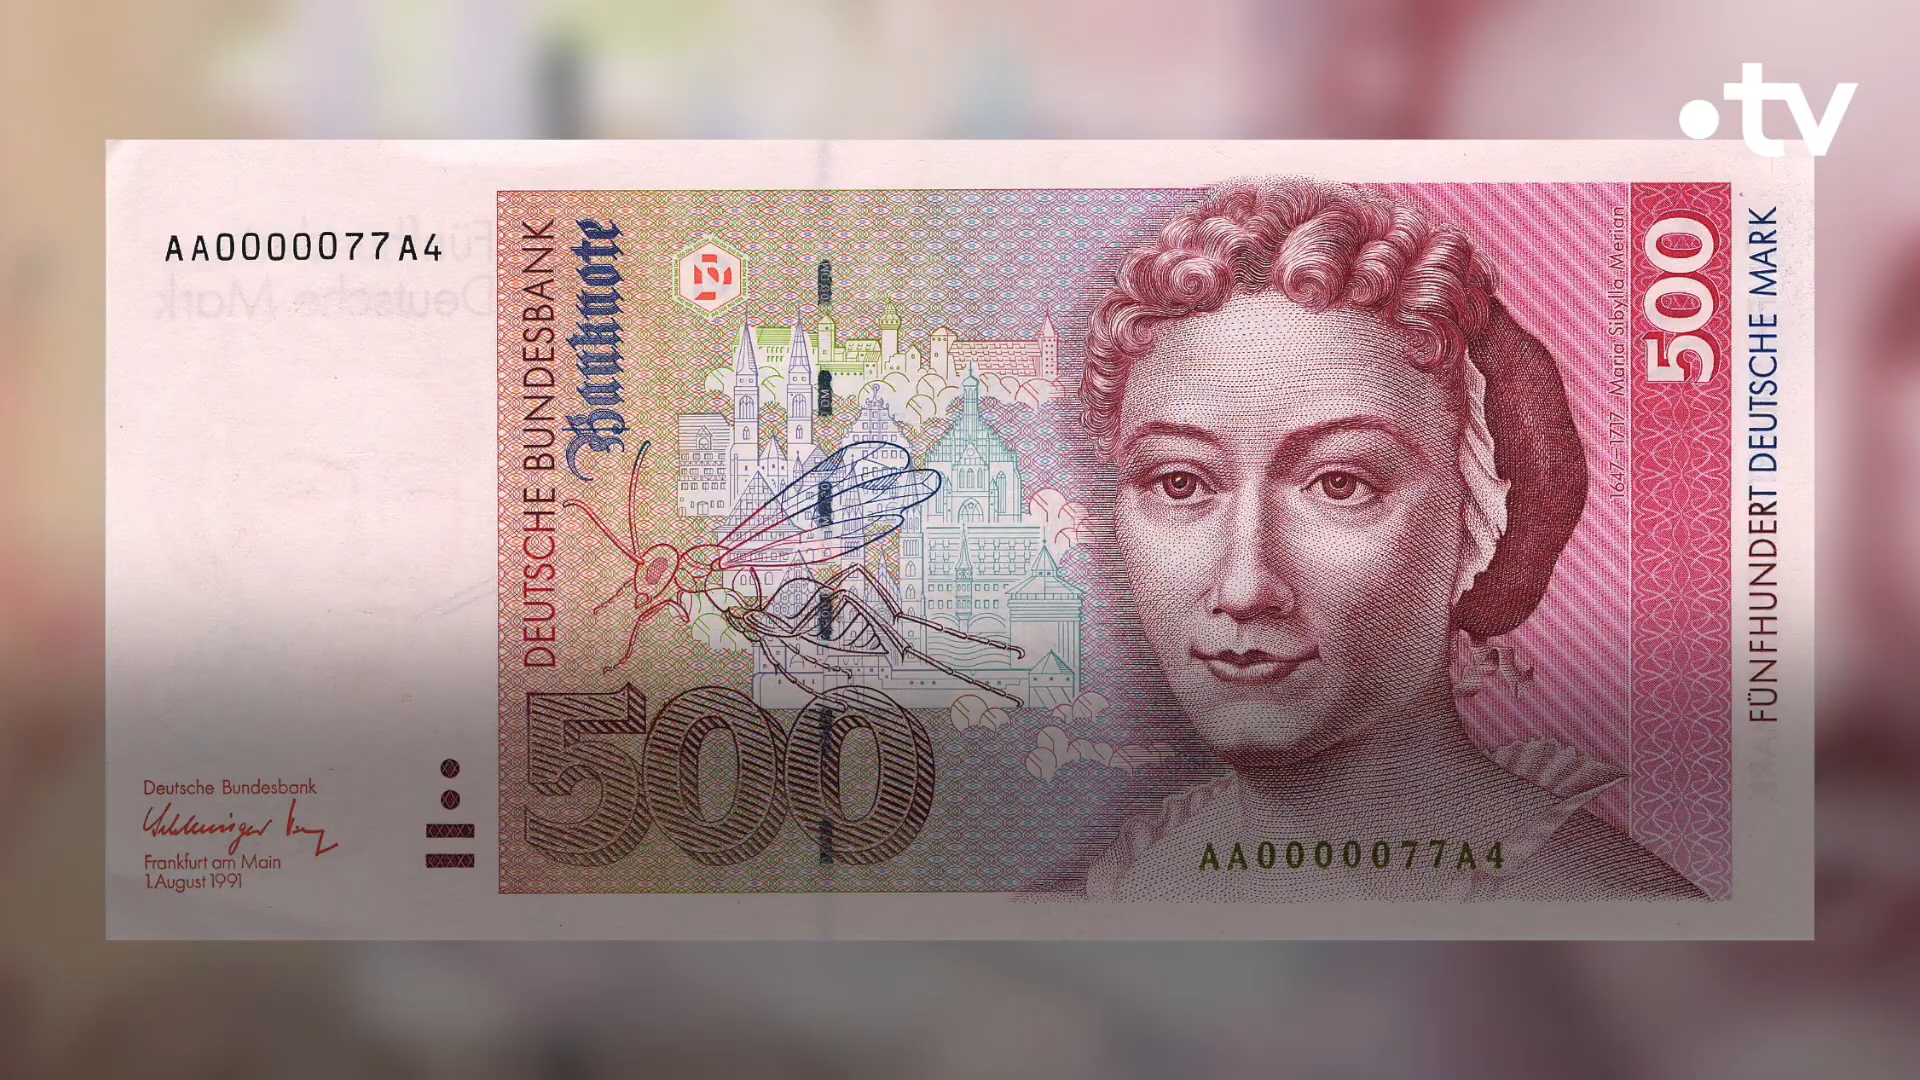 tv
AA0000077A4
DEUTSCHE BUNDESBANK
Banknote
500
Deutsche Bundesbank
Frankfurt am Main
1. August 1991
AA0000077A4
1647–1717 Maria Sibylla Merian
500
FÜNFHUNDERT DEUTSCHE MARK